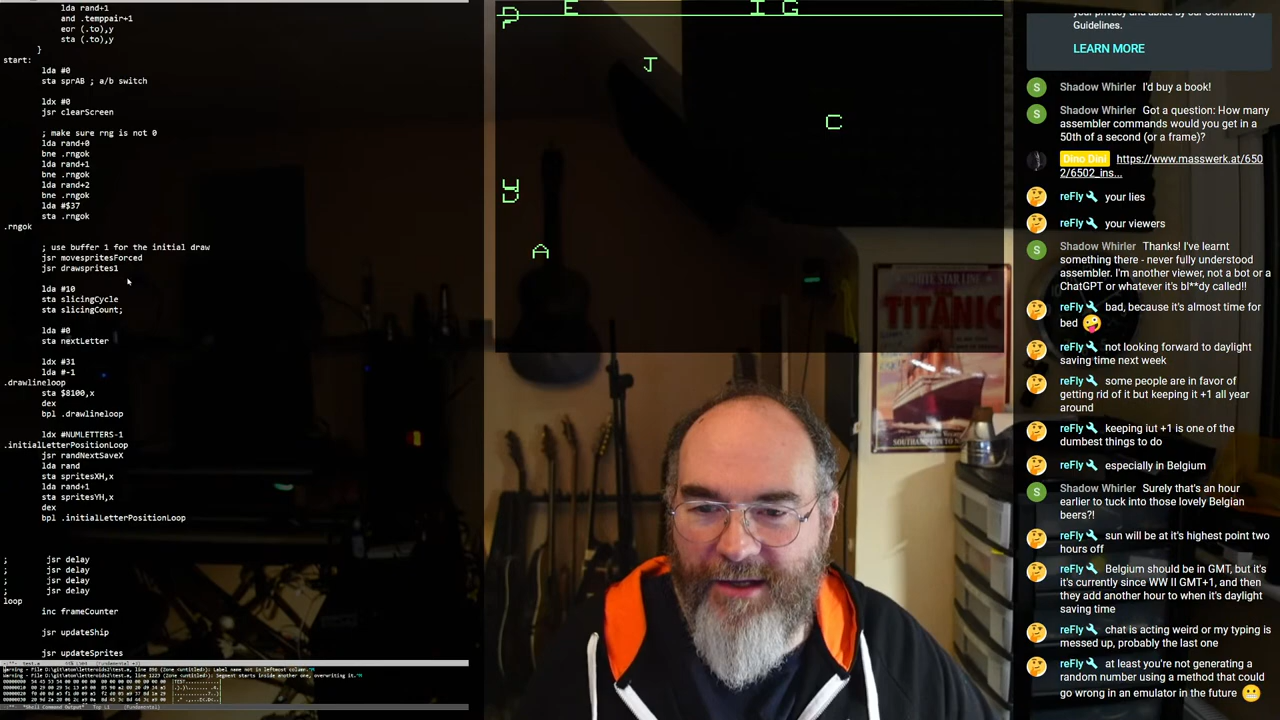 lda rand+1
and .temppair+1
eor (.to),y
sta (.to),y
}
start:
lda #0
sta sprAB ; a/b switch
ldx #0
jsr clearScreen
; make sure rng is not 0
lda rand+0
bne .rngok
lda rand+1
bne .rngok
lda rand+2
bne .rngok
lda #$37
sta .rngok
.rngok
; use buffer 1 for the initial draw
jsr movespritesForced
jsr drawsprites1
lda #10
sta slicingCycle
sta slicingCount;
lda #0
sta nextLetter
ldx #31
lda #-1
.drawlineloop
sta $8100,x
dex
bpl .drawlineloop
ldx #NUMLETTERS-1
.initialLetterPositionLoop
jsr randNextSaveX
lda rand
sta spritesXH,x
lda rand+1
sta spritesYH,x
dex
bpl .initialLetterPositionLoop
; jsr delay
; jsr delay
; jsr delay
; jsr delay
loop
inc frameCounter
jsr updateShip
jsr updateSprites
E I G
J
C
A
WHITE STAR LINE
TITANIC
Guidelines.
LEARN MORE
S Shadow Whirler I'd buy a book!
S Shadow Whirler Got a question: How many
assembler commands would you get in a
50th of a second (or a frame)?
Dino Dini https://www.masswerk.at/650
2/6502_ins...
reFly your lies
reFly your viewers
S Shadow Whirler Thanks! I've learnt
something there - never fully understood
assembler. I'm another viewer, not a bot or a
ChatGPT or whatever it's bl**dy called!!
reFly bad, because it's almost time for
bed
reFly not looking forward to daylight
saving time next week
reFly some people are in favor of
getting rid of it but keeping it +1 all year
around
reFly keeping iut +1 is one of the
dumbest things to do
reFly especially in Belgium
S Shadow Whirler Surely that's an hour
earlier to tuck into those lovely Belgian
beers?!
reFly sun will be at it's highest point two
hours off
reFly Belgium should be in GMT, but it's
it's currently since WW II GMT+1, and then
they add another hour to when it's daylight
saving time
reFly chat is acting weird or my typing is
messed up, probably the last one
reFly at least you're not generating a
random number using a method that could
go wrong in an emulator in the future